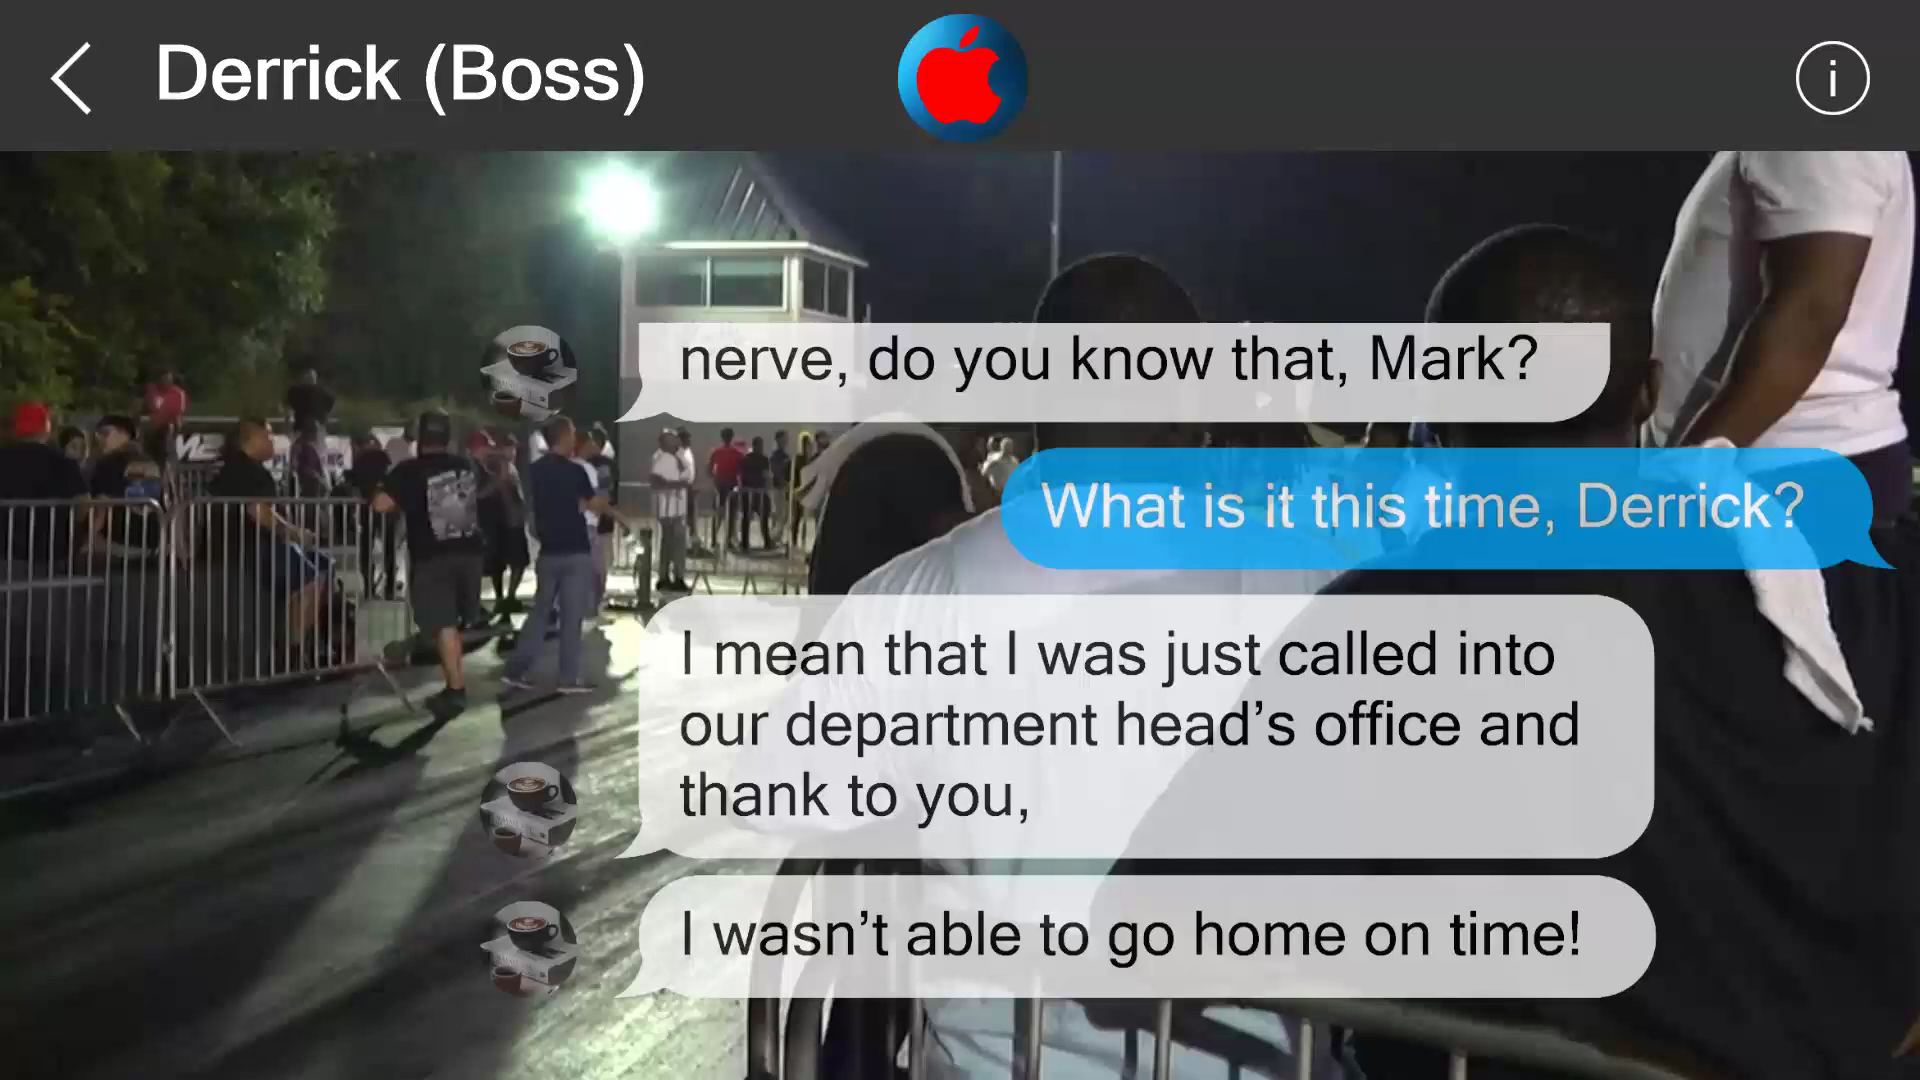 Derrick (Boss)
nerve, do you know that, Mark?
What is it this time, Derrick?
I mean that I was just called into
our department head’s office and
thank to you,
I wasn’t able to go home on time!